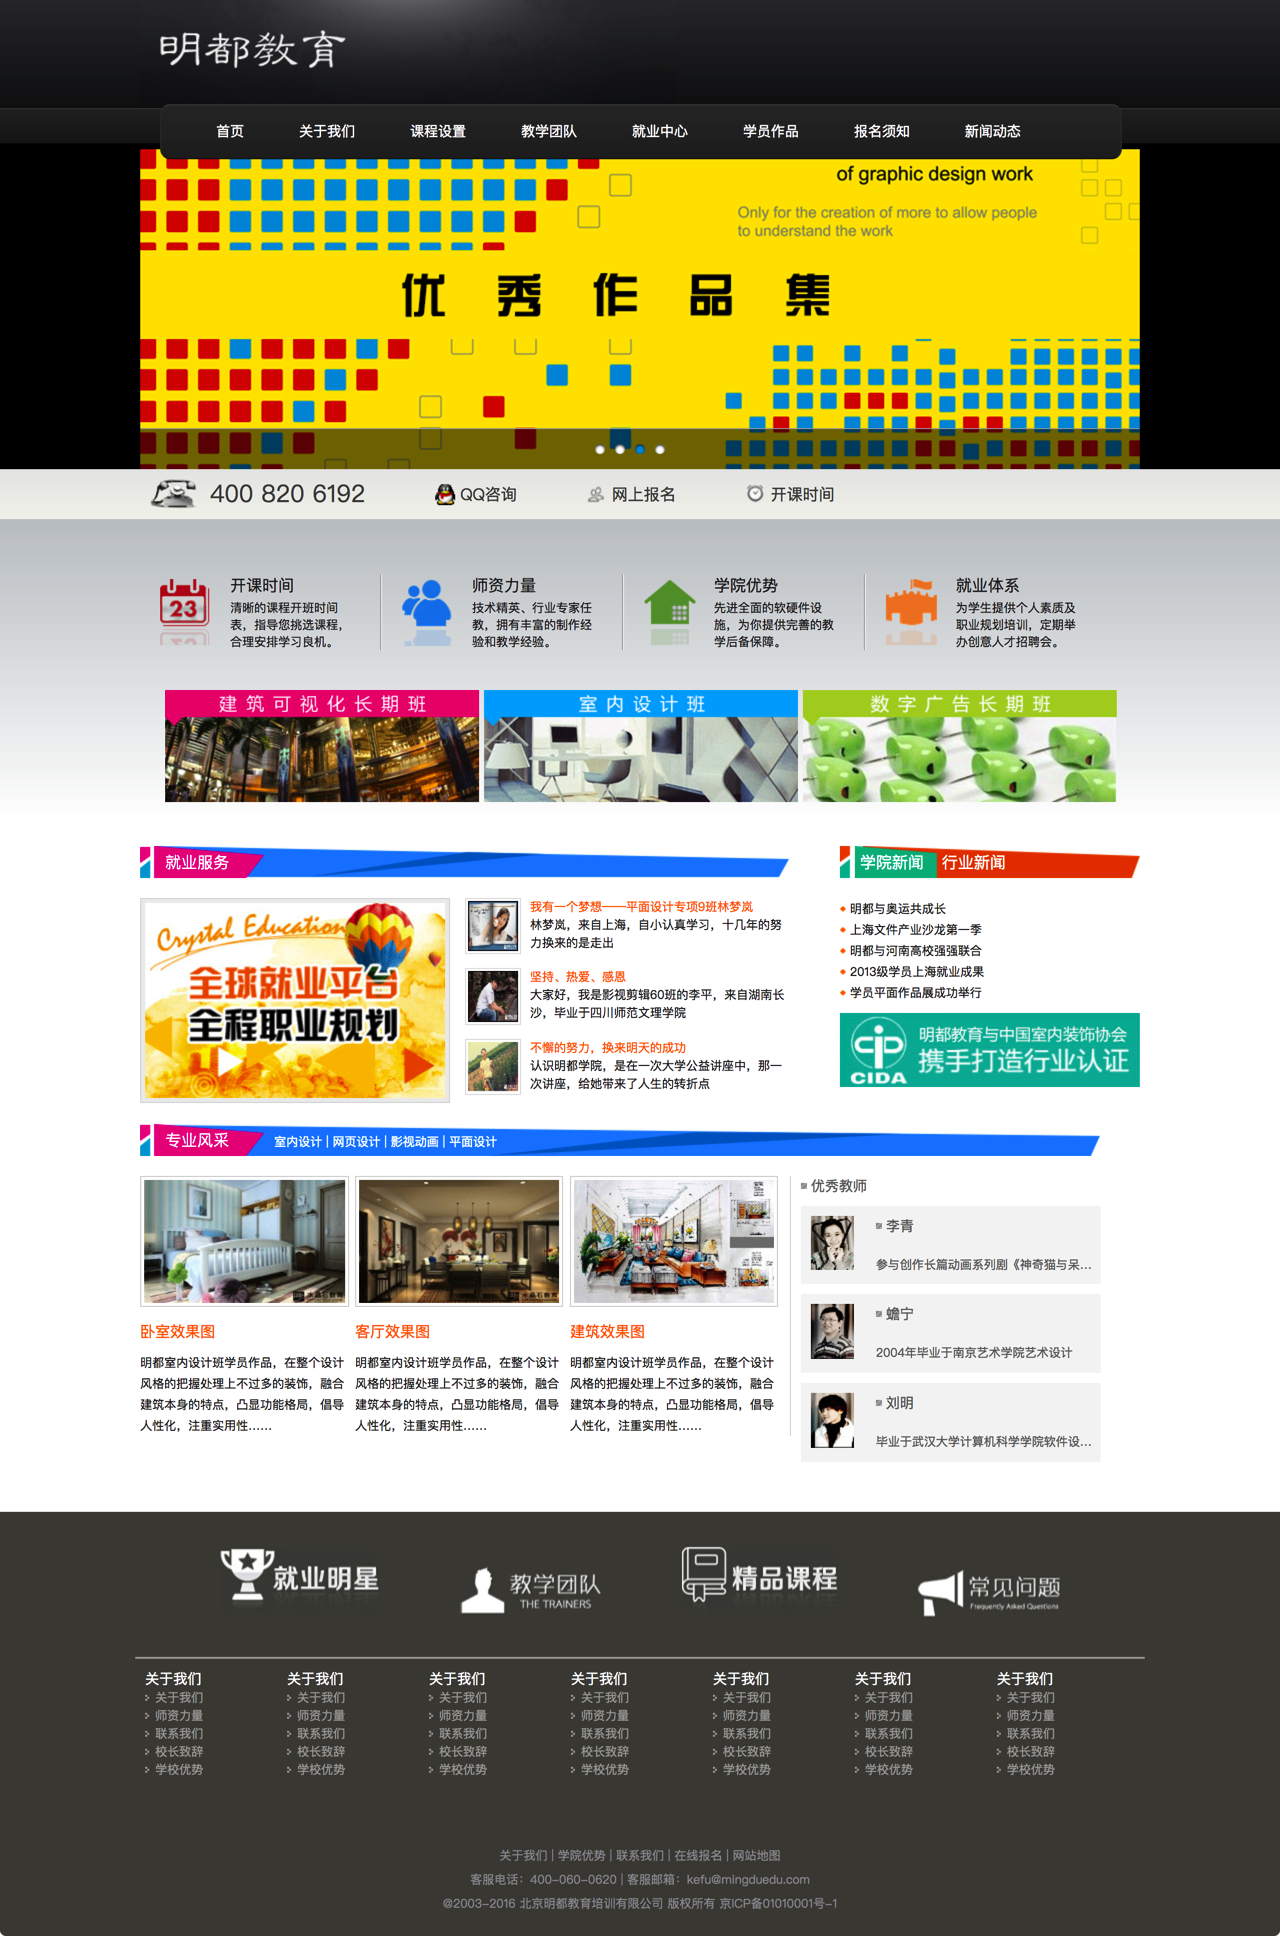 明都教育
首页 关于我们 课程设置 教学团队 就业中心 学员作品 报名须知 新闻动态
of graphic design work
Only for the creation of more to allow people
to understand the work
优 秀 作 品 集
400 820 6192 QQ咨询 网上报名 开课时间
23
开课时间
清晰的课程开班时间
表，指导您挑选课程，
合理安排学习良机。
师资力量
技术精英、行业专家任
教，拥有丰富的制作经
验和教学经验。
学院优势
先进全面的软硬件设
施，为你提供完善的教
学后备保障。
就业体系
为学生提供个人素质及
职业规划培训，定期举
办创意人才招聘会。
建筑可视化长期班
室内设计班
数字广告长期班
就业服务
Crystal Education
全球就业平台
全程职业规划
我有一个梦想——平面设计专项9班林梦岚
林梦岚，来自上海，自小认真学习，十几年的努
力换来的是走出
坚持、热爱、感恩
大家好，我是影视剪辑60班的李平，来自湖南长
沙，毕业于四川师范文理学院
不懈的努力，换来明天的成功
认识明都学院，是在一次大学公益讲座中，那一
次讲座，给她带来了人生的转折点
学院新闻 行业新闻
明都与奥运共成长
上海文件产业沙龙第一季
明都与河南高校强强联合
2013级学员上海就业成果
学员平面作品展成功举行
CIDA
明都教育与中国室内装饰协会
携手打造行业认证
专业风采 室内设计 | 网页设计 | 影视动画 | 平面设计
卧室效果图
明都室内设计班学员作品，在整个设计
风格的把握处理上不过多的装饰，融合
建筑本身的特点，凸显功能格局，倡导
人性化，注重实用性……
客厅效果图
明都室内设计班学员作品，在整个设计
风格的把握处理上不过多的装饰，融合
建筑本身的特点，凸显功能格局，倡导
人性化，注重实用性……
建筑效果图
明都室内设计班学员作品，在整个设计
风格的把握处理上不过多的装饰，融合
建筑本身的特点，凸显功能格局，倡导
人性化，注重实用性……
优秀教师
李青
参与创作长篇动画系列剧《神奇猫与呆...
蟾宁
2004年毕业于南京艺术学院艺术设计
刘明
毕业于武汉大学计算机科学学院软件设...
就业明星
教学团队
THE TRAINERS
精品课程
常见问题
Frequently Asked Questions
关于我们 关于我们 关于我们 关于我们 关于我们 关于我们 关于我们
关于我们 关于我们 关于我们 关于我们 关于我们 关于我们 关于我们
师资力量 师资力量 师资力量 师资力量 师资力量 师资力量 师资力量
联系我们 联系我们 联系我们 联系我们 联系我们 联系我们 联系我们
校长致辞 校长致辞 校长致辞 校长致辞 校长致辞 校长致辞 校长致辞
学校优势 学校优势 学校优势 学校优势 学校优势 学校优势 学校优势
关于我们 | 学院优势 | 联系我们 | 在线报名 | 网站地图
客服电话：400-060-0620 | 客服邮箱：kefu@mingduedu.com
@2003-2016 北京明都教育培训有限公司 版权所有 京ICP备01010001号-1